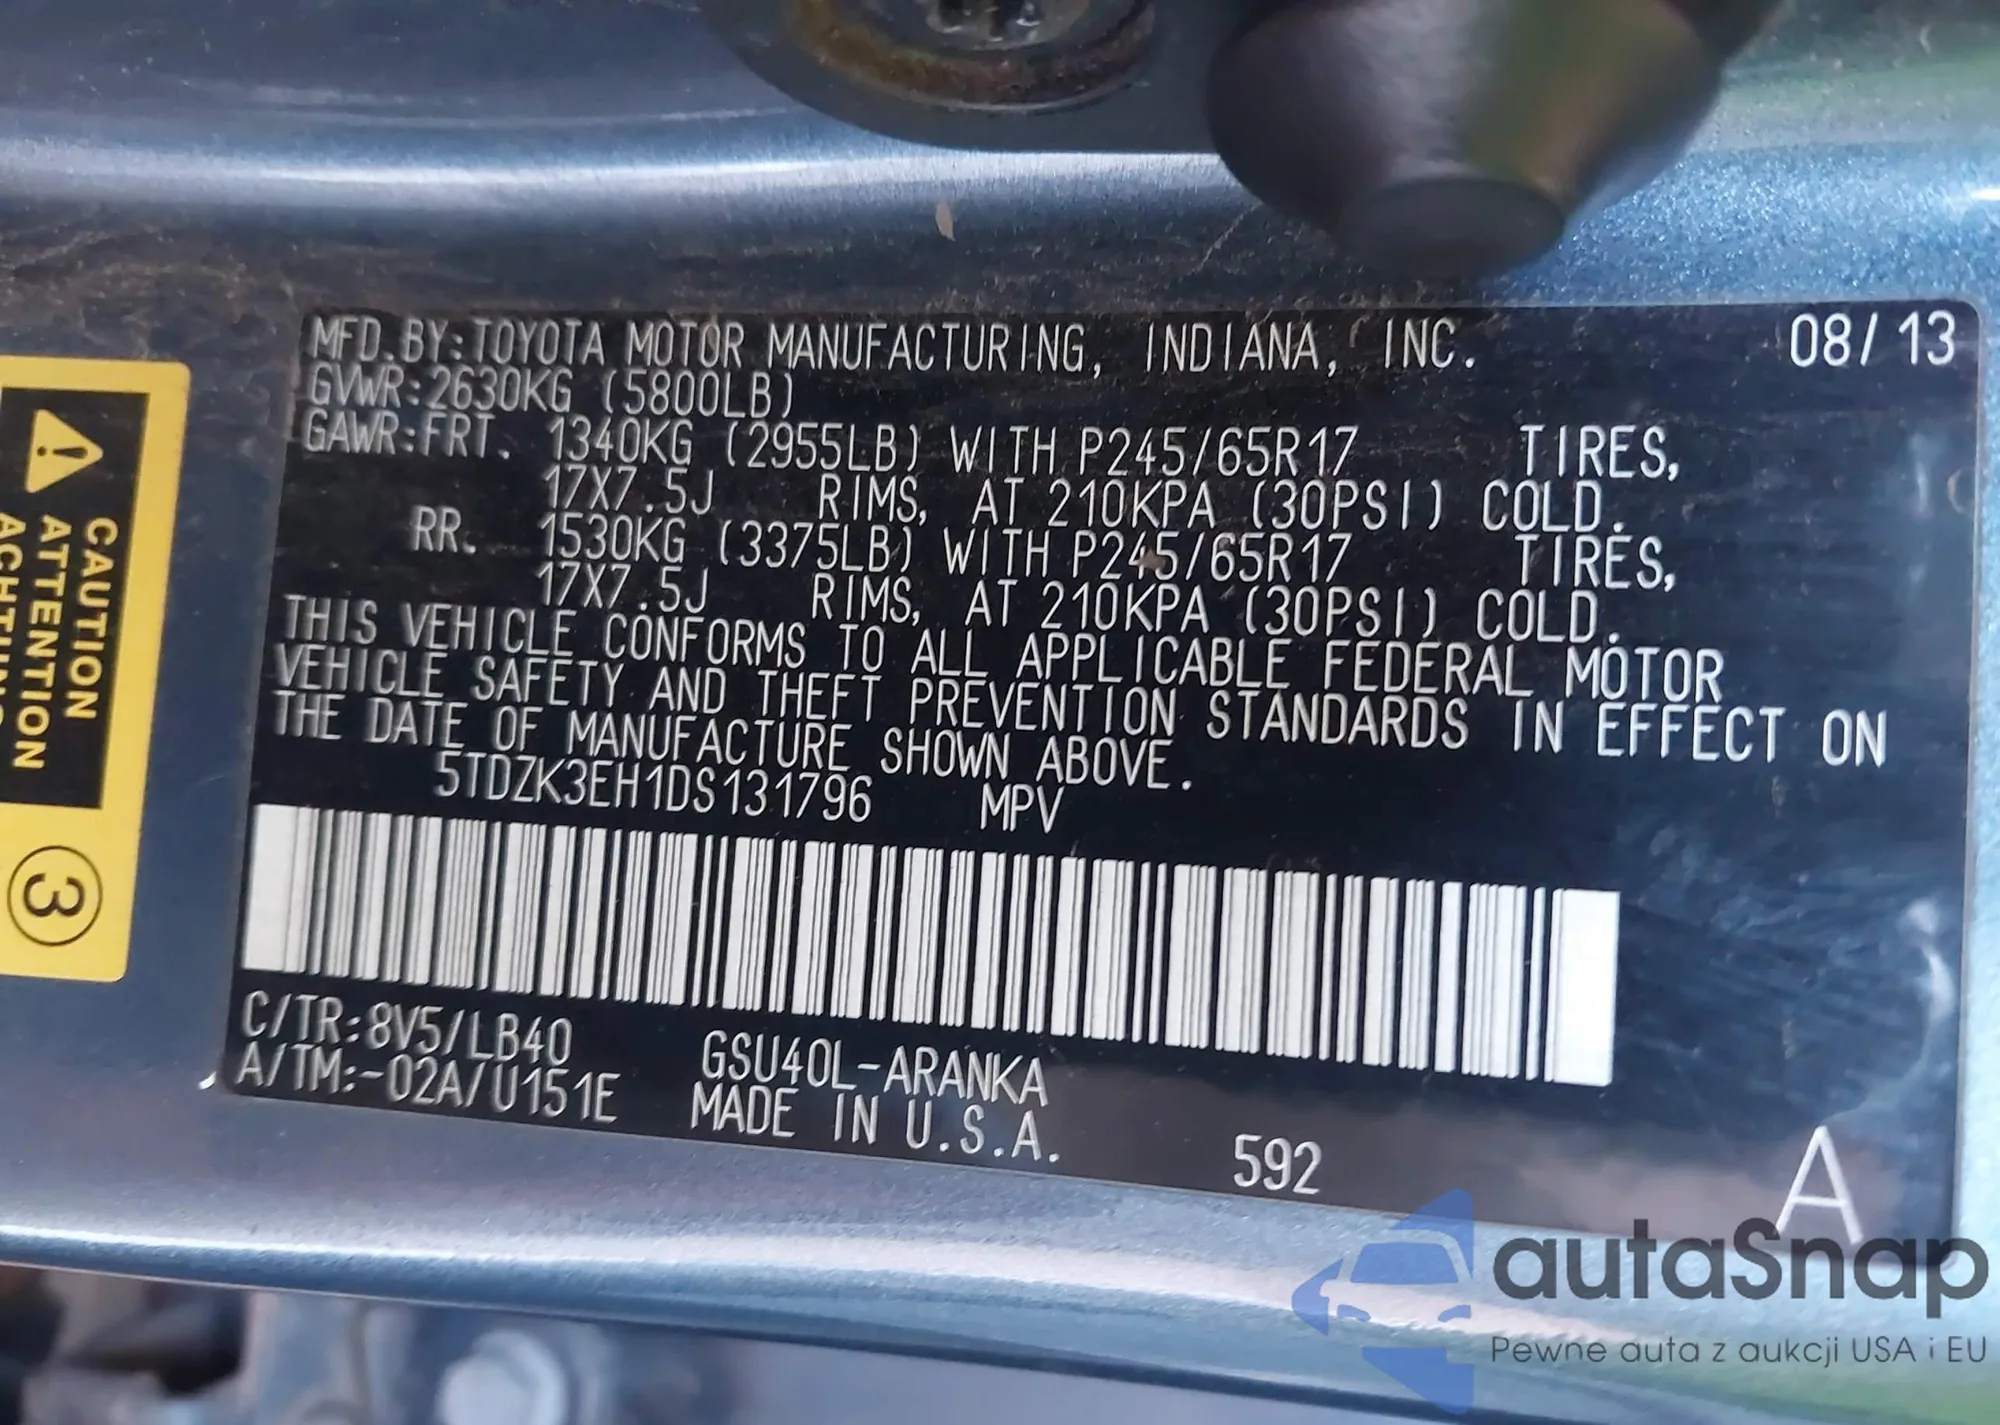 MFD.BY:TOYOTA MOTOR MANUFACTURING, INDIANA, INC. 08/13
GVWR:2630KG (5800LB)
GAWR:FRT. 1340KG (2955LB) WITH P245/65R17 TIRES,
17X7.5J RIMS, AT 210KPA (30PSI) COLD.
RR. 1530KG (3375LB) WITH P245/65R17 TIRES,
17X7.5J RIMS, AT 210KPA (30PSI) COLD.
THIS VEHICLE CONFORMS TO ALL APPLICABLE FEDERAL MOTOR
VEHICLE SAFETY AND THEFT PREVENTION STANDARDS IN EFFECT ON
THE DATE OF MANUFACTURE SHOWN ABOVE.
5TDZK3EH1DS131796 MPV
C/TR:8V5/LB40 GSU40L-ARANKA
A/TM:-02A/U151E MADE IN U.S.A.
592
A
CAUTION
ATTENTION
3
autaSnap
Pewne auta z aukcji USA i EU